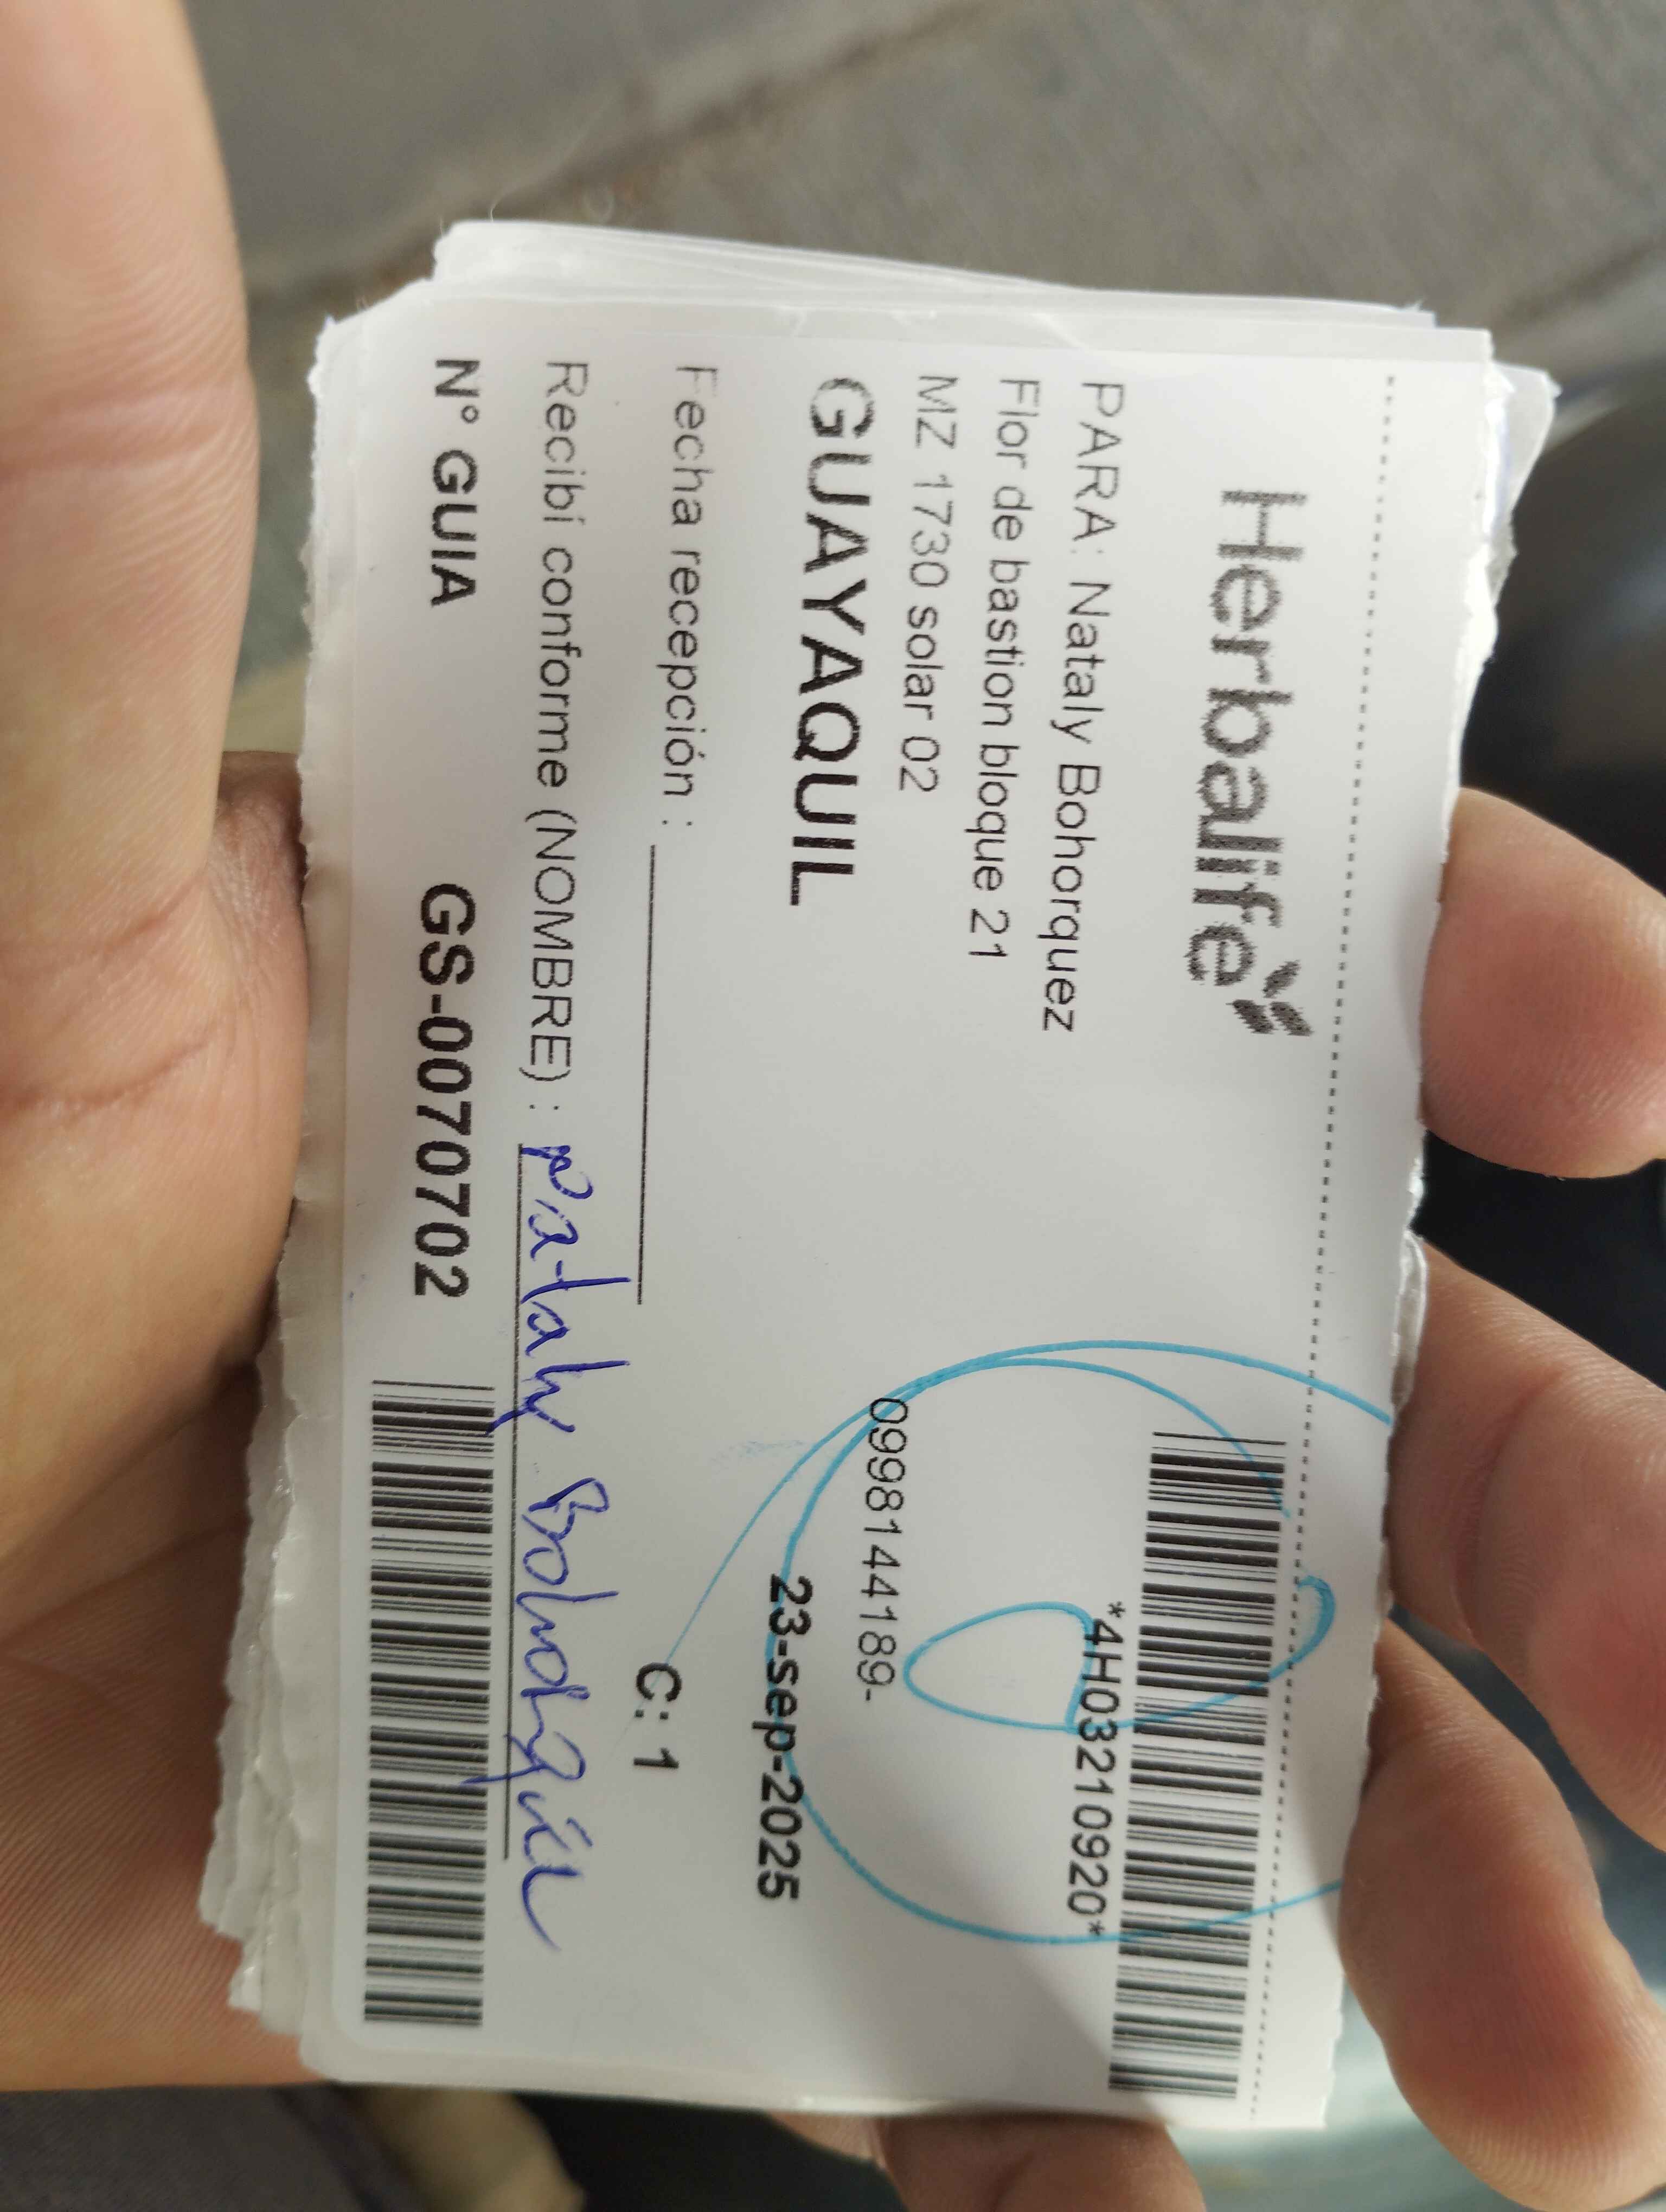 Herbalife
*4H03210920*
PARA: Nataly Bohorquez
Flor de bastion bloque 21
MZ 1730 solar 02
0998144189-
GUAYAQUIL
23-sep-2025
Fecha recepción :
C: 1
Recibí conforme (NOMBRE) : Nataly Bohorquez
N° GUIA GS-0070702